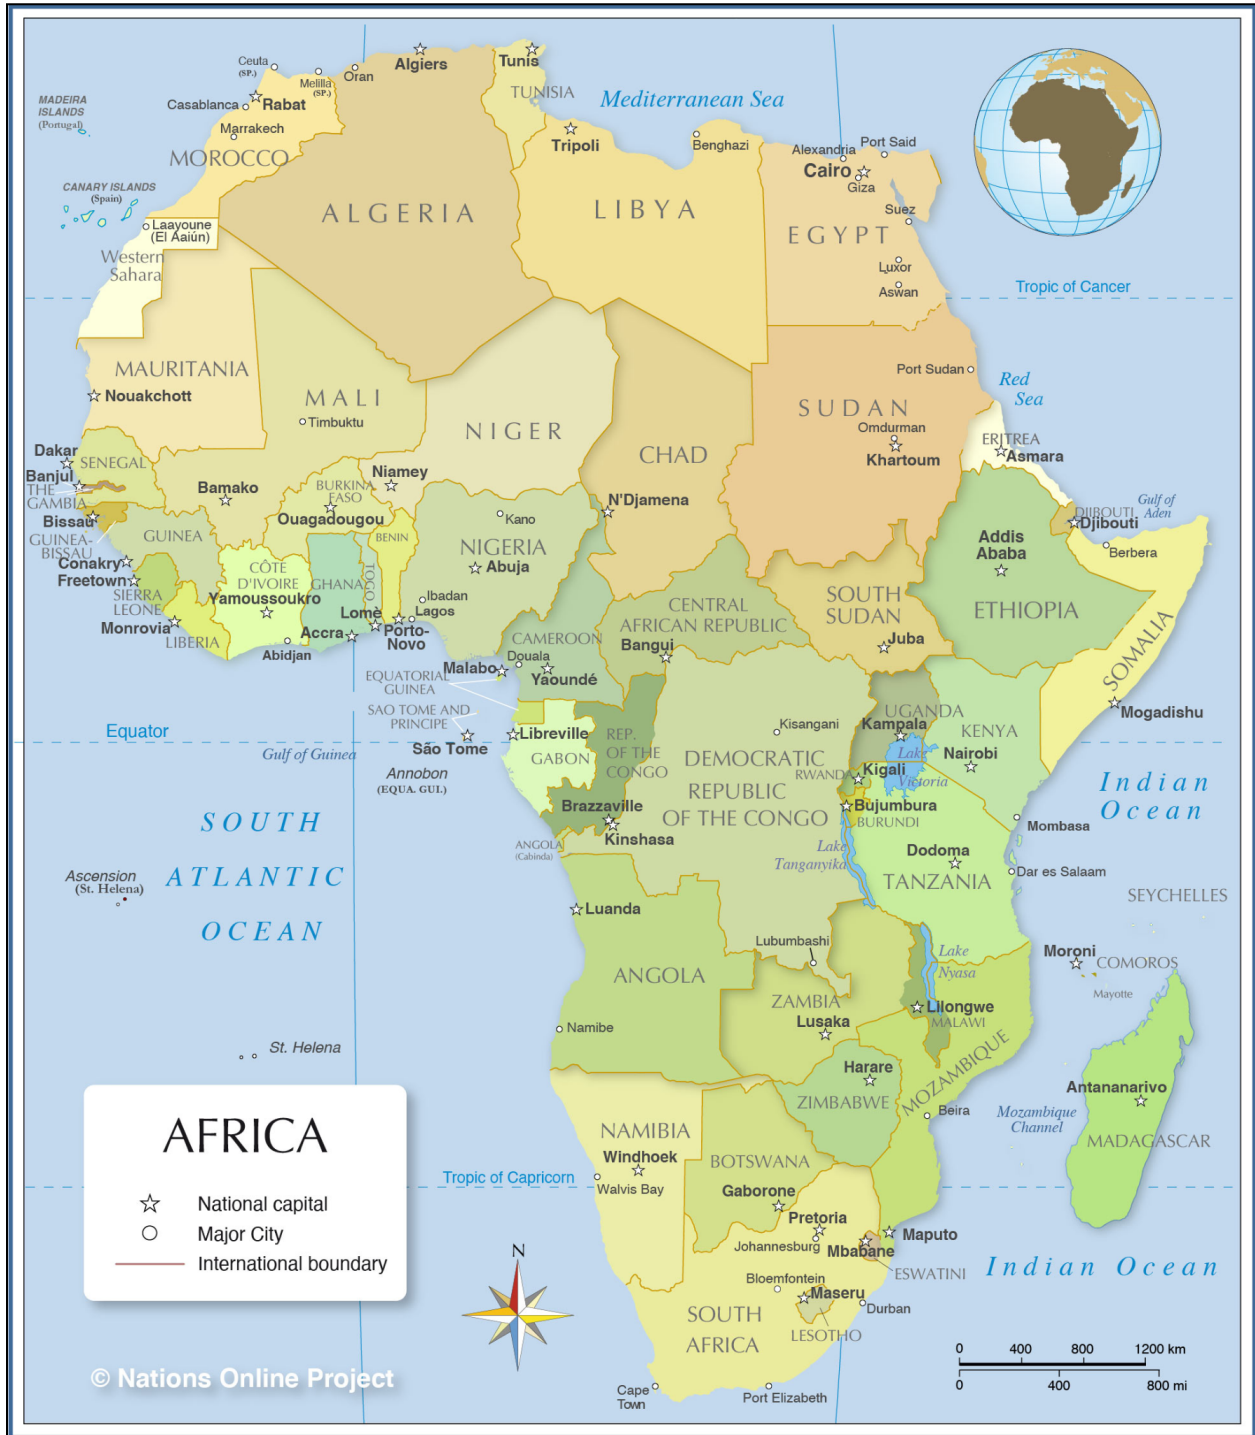 Ceuta
(SP.)
Melilla
(SP.)
Oran
Algiers
Tunis
TUNISIA
Mediterranean Sea
MADEIRA
ISLANDS
(Portugal)
Casablanca
Rabat
Marrakech
MOROCCO
Tripoli
Benghazi
Alexandria
Port Said
Cairo
Giza
Suez
CANARY ISLANDS
(Spain)
Laayoune
(El Aaiún)
Western
Sahara
ALGERIA
LIBYA
EGYPT
Luxor
Aswan
Tropic of Cancer
MAURITANIA
Nouakchott
MALI
Timbuktu
NIGER
CHAD
SUDAN
Port Sudan
Omdurman
Khartoum
Red
Sea
ERITREA
Asmara
Dakar
SENEGAL
Banjul
THE
GAMBIA
Bissau
GUINEA-
BISSAU
Bamako
BURKINA
FASO
Ouagadougou
Niamey
N'Djamena
Gulf of
Aden
DJIBOUTI
Djibouti
Berbera
GUINEA
Conakry
Freetown
SIERRA
LEONE
Monrovia
LIBERIA
CÔTE
D'IVOIRE
Yamoussoukro
Abidjan
GHANA
Accra
TOGO
Lomè
BENIN
Porto-
Novo
Kano
NIGERIA
Abuja
Ibadan
Lagos
Addis
Ababa
ETHIOPIA
SOMALIA
Mogadishu
CENTRAL
AFRICAN REPUBLIC
Bangui
SOUTH
SUDAN
Juba
CAMEROON
Douala
Yaoundé
Malabo
EQUATORIAL
GUINEA
SAO TOME AND
PRINCIPE
São Tome
Equator
Gulf of Guinea
Annobon
(EQUA. GUI.)
Libreville
GABON
REP.
OF THE
CONGO
Brazzaville
Kinshasa
ANGOLA
(Cabinda)
Kisangani
DEMOCRATIC
REPUBLIC
OF THE CONGO
UGANDA
Kampala
KENYA
Nairobi
Lake
Victoria
RWANDA
Kigali
Bujumbura
BURUNDI
Lake
Tanganyika
Dodoma
TANZANIA
Mombasa
Dar es Salaam
Indian
Ocean
SEYCHELLES
SOUTH
ATLANTIC
OCEAN
Ascension
(St. Helena)
Luanda
ANGOLA
Namibe
Lubumbashi
ZAMBIA
Lusaka
Lake
Nyasa
Lilongwe
MALAWI
Moroni
COMOROS
Mayotte
St. Helena
Harare
ZIMBABWE
MOZAMBIQUE
Beira
Mozambique
Channel
Antananarivo
MADAGASCAR
NAMIBIA
Windhoek
Walvis Bay
Tropic of Capricorn
BOTSWANA
Gaborone
Pretoria
Johannesburg
Mbabane
Maputo
ESWATINI
Indian Ocean
Bloemfontein
Maseru
LESOTHO
Durban
SOUTH
AFRICA
Cape
Town
Port Elizabeth
AFRICA
National capital
Major City
International boundary
N
© Nations Online Project
0 400 800 1200 km
0 400 800 mi